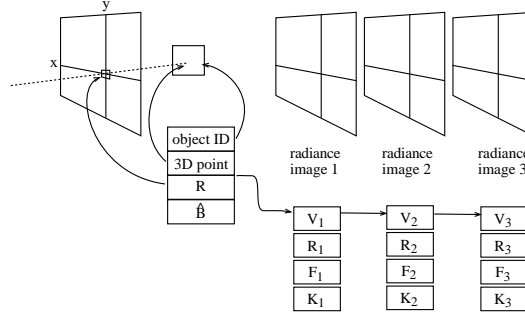 y
x
object ID
3D point
R
B̂
radiance image 1
radiance image 2
radiance image 3
V₁ V₂ V₃
R₁ R₂ R₃
F₁ F₂ F₃
K₁ K₂ K₃